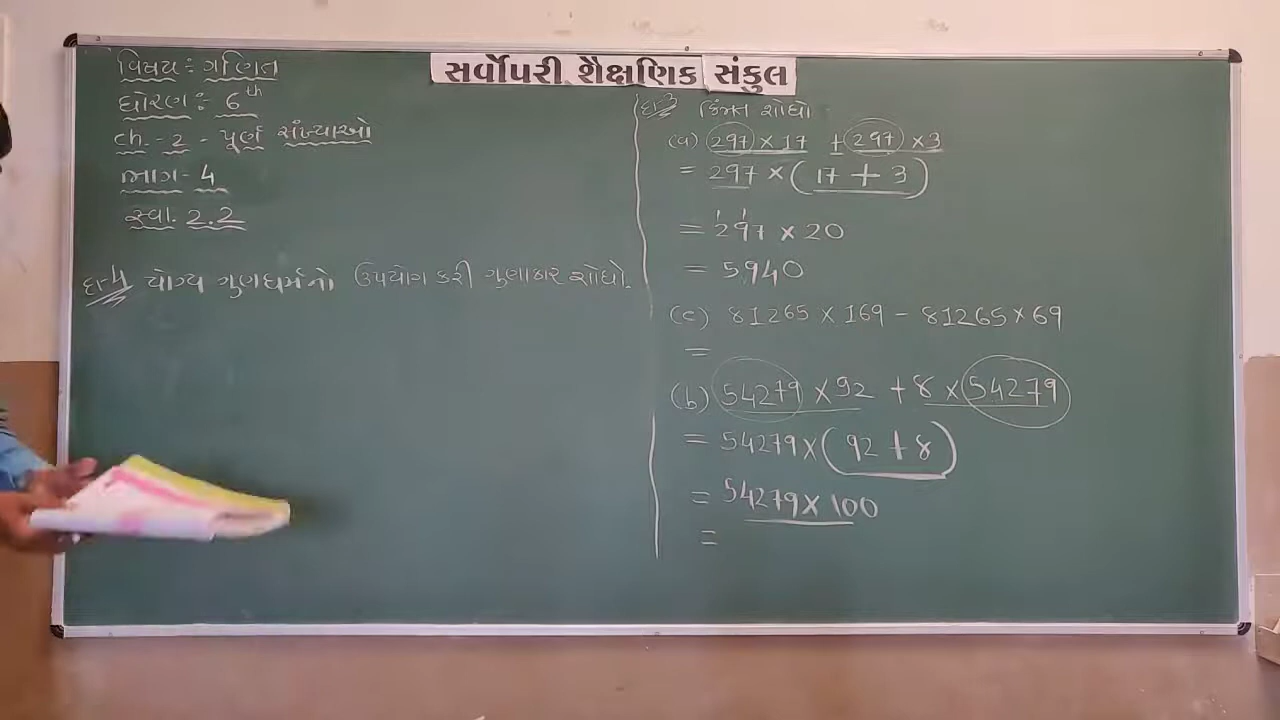 સર્વોપરી શૈક્ષણિક સંકુલ
વિષય : ગણિત
ધોરણ : 6th
ch. - 2 - પૂર્ણ સંખ્યાઓ
ભાગ - 4
સ્વા. 2.2
દા-4 યોગ્ય ગુણધર્મનો ઉપયોગ કરી ગુણાકાર શોધો.
દા-3 કિંમત શોધો
(a) 297 × 17 + 297 × 3
= 297 × (17 + 3)
= 297 × 20
= 5940
(c) 81265 × 169 - 81265 × 69
=
(b) 54279 × 92 + 8 × 54279
= 54279 × (92 + 8)
= 54279 × 100
=